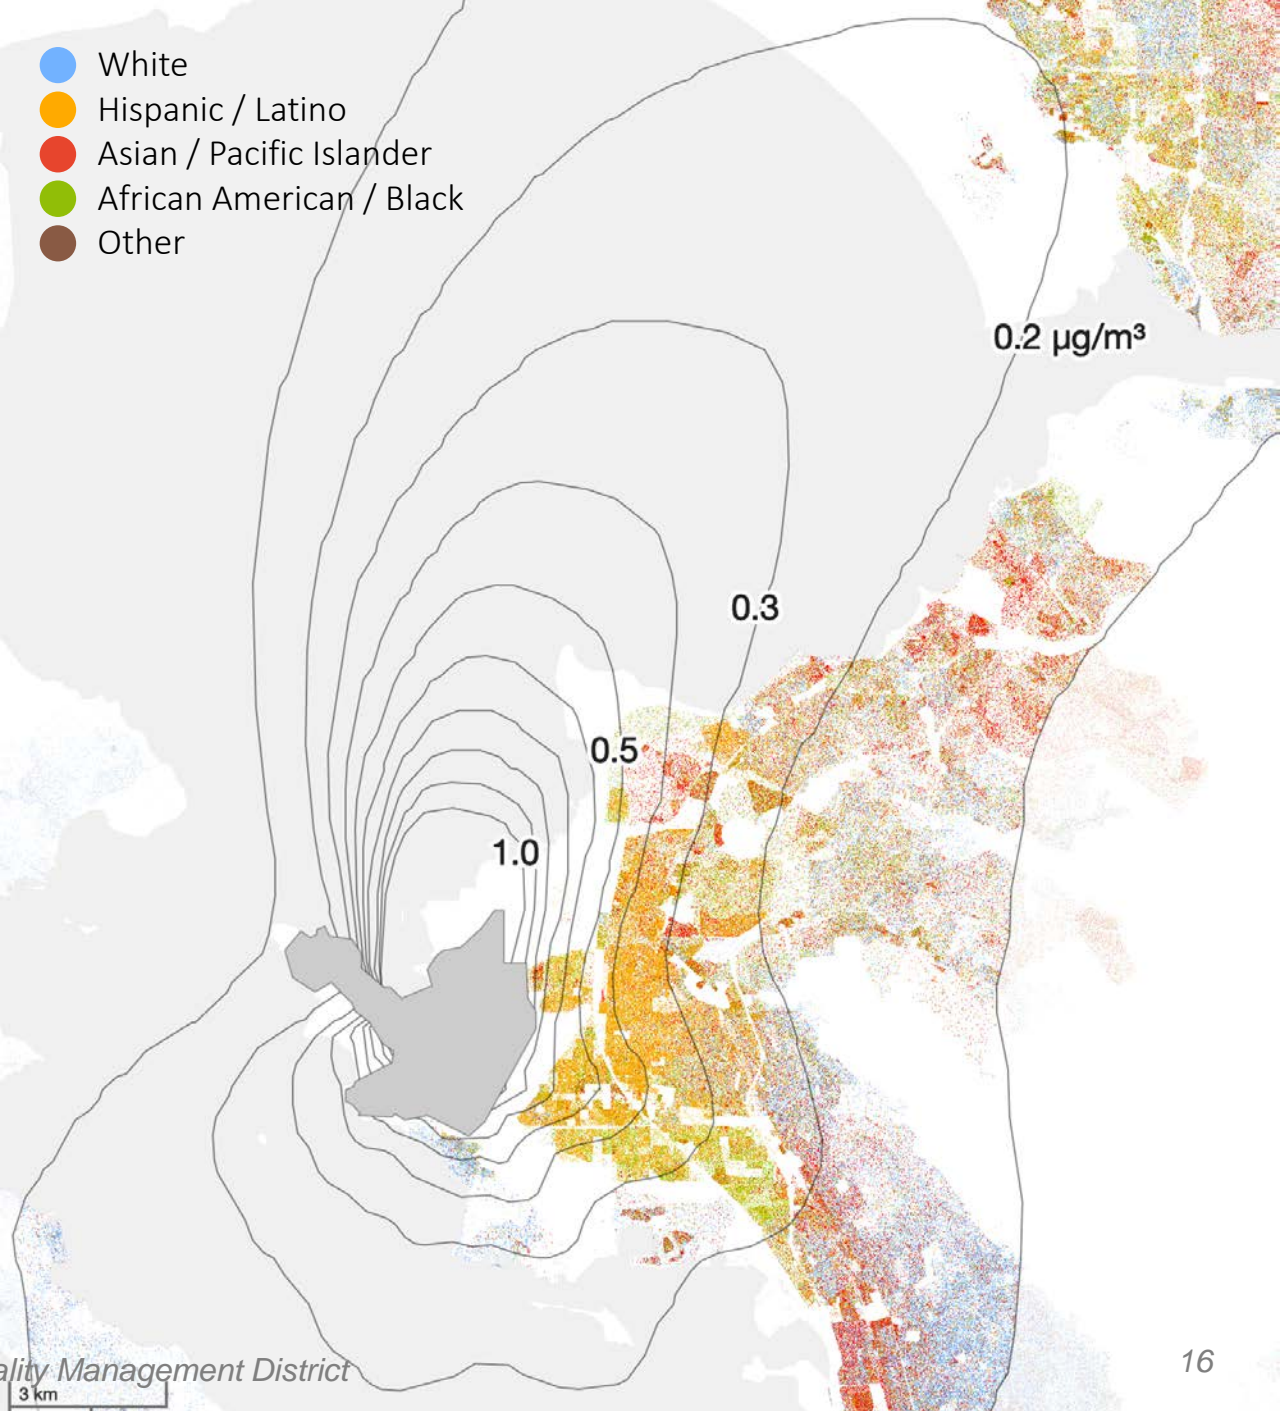 White
Hispanic / Latino
Asian / Pacific Islander
African American / Black
Other
0.2 µg/m³
0.3
0.5
1.0
Management District
16
3 km